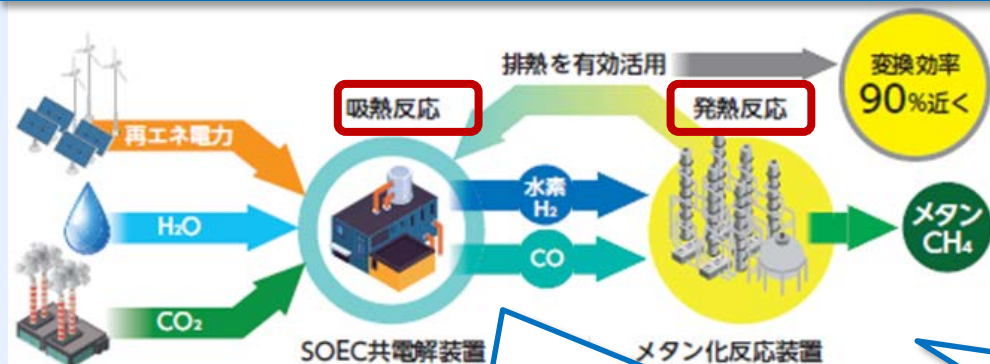 排熱を有効活用
変換効率
90%近く
吸熱反応
発熱反応
再エネ電力
水素
H₂
H₂O
メタン
CH₄
CO
CO₂
SOEC共電解装置
メタン化反応装置